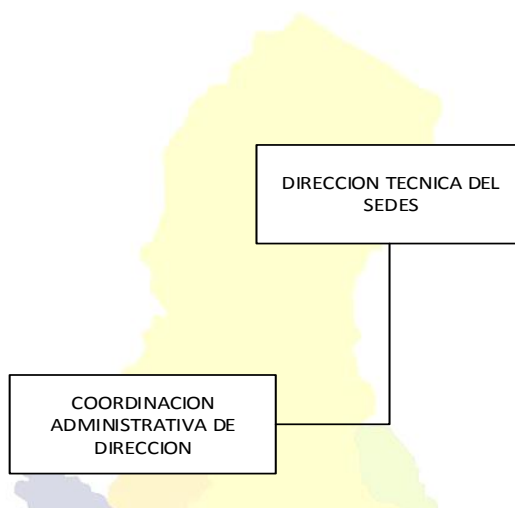 DIRECCION TECNICA DEL
SEDES
COORDINACION
ADMINISTRATIVA DE
DIRECCION